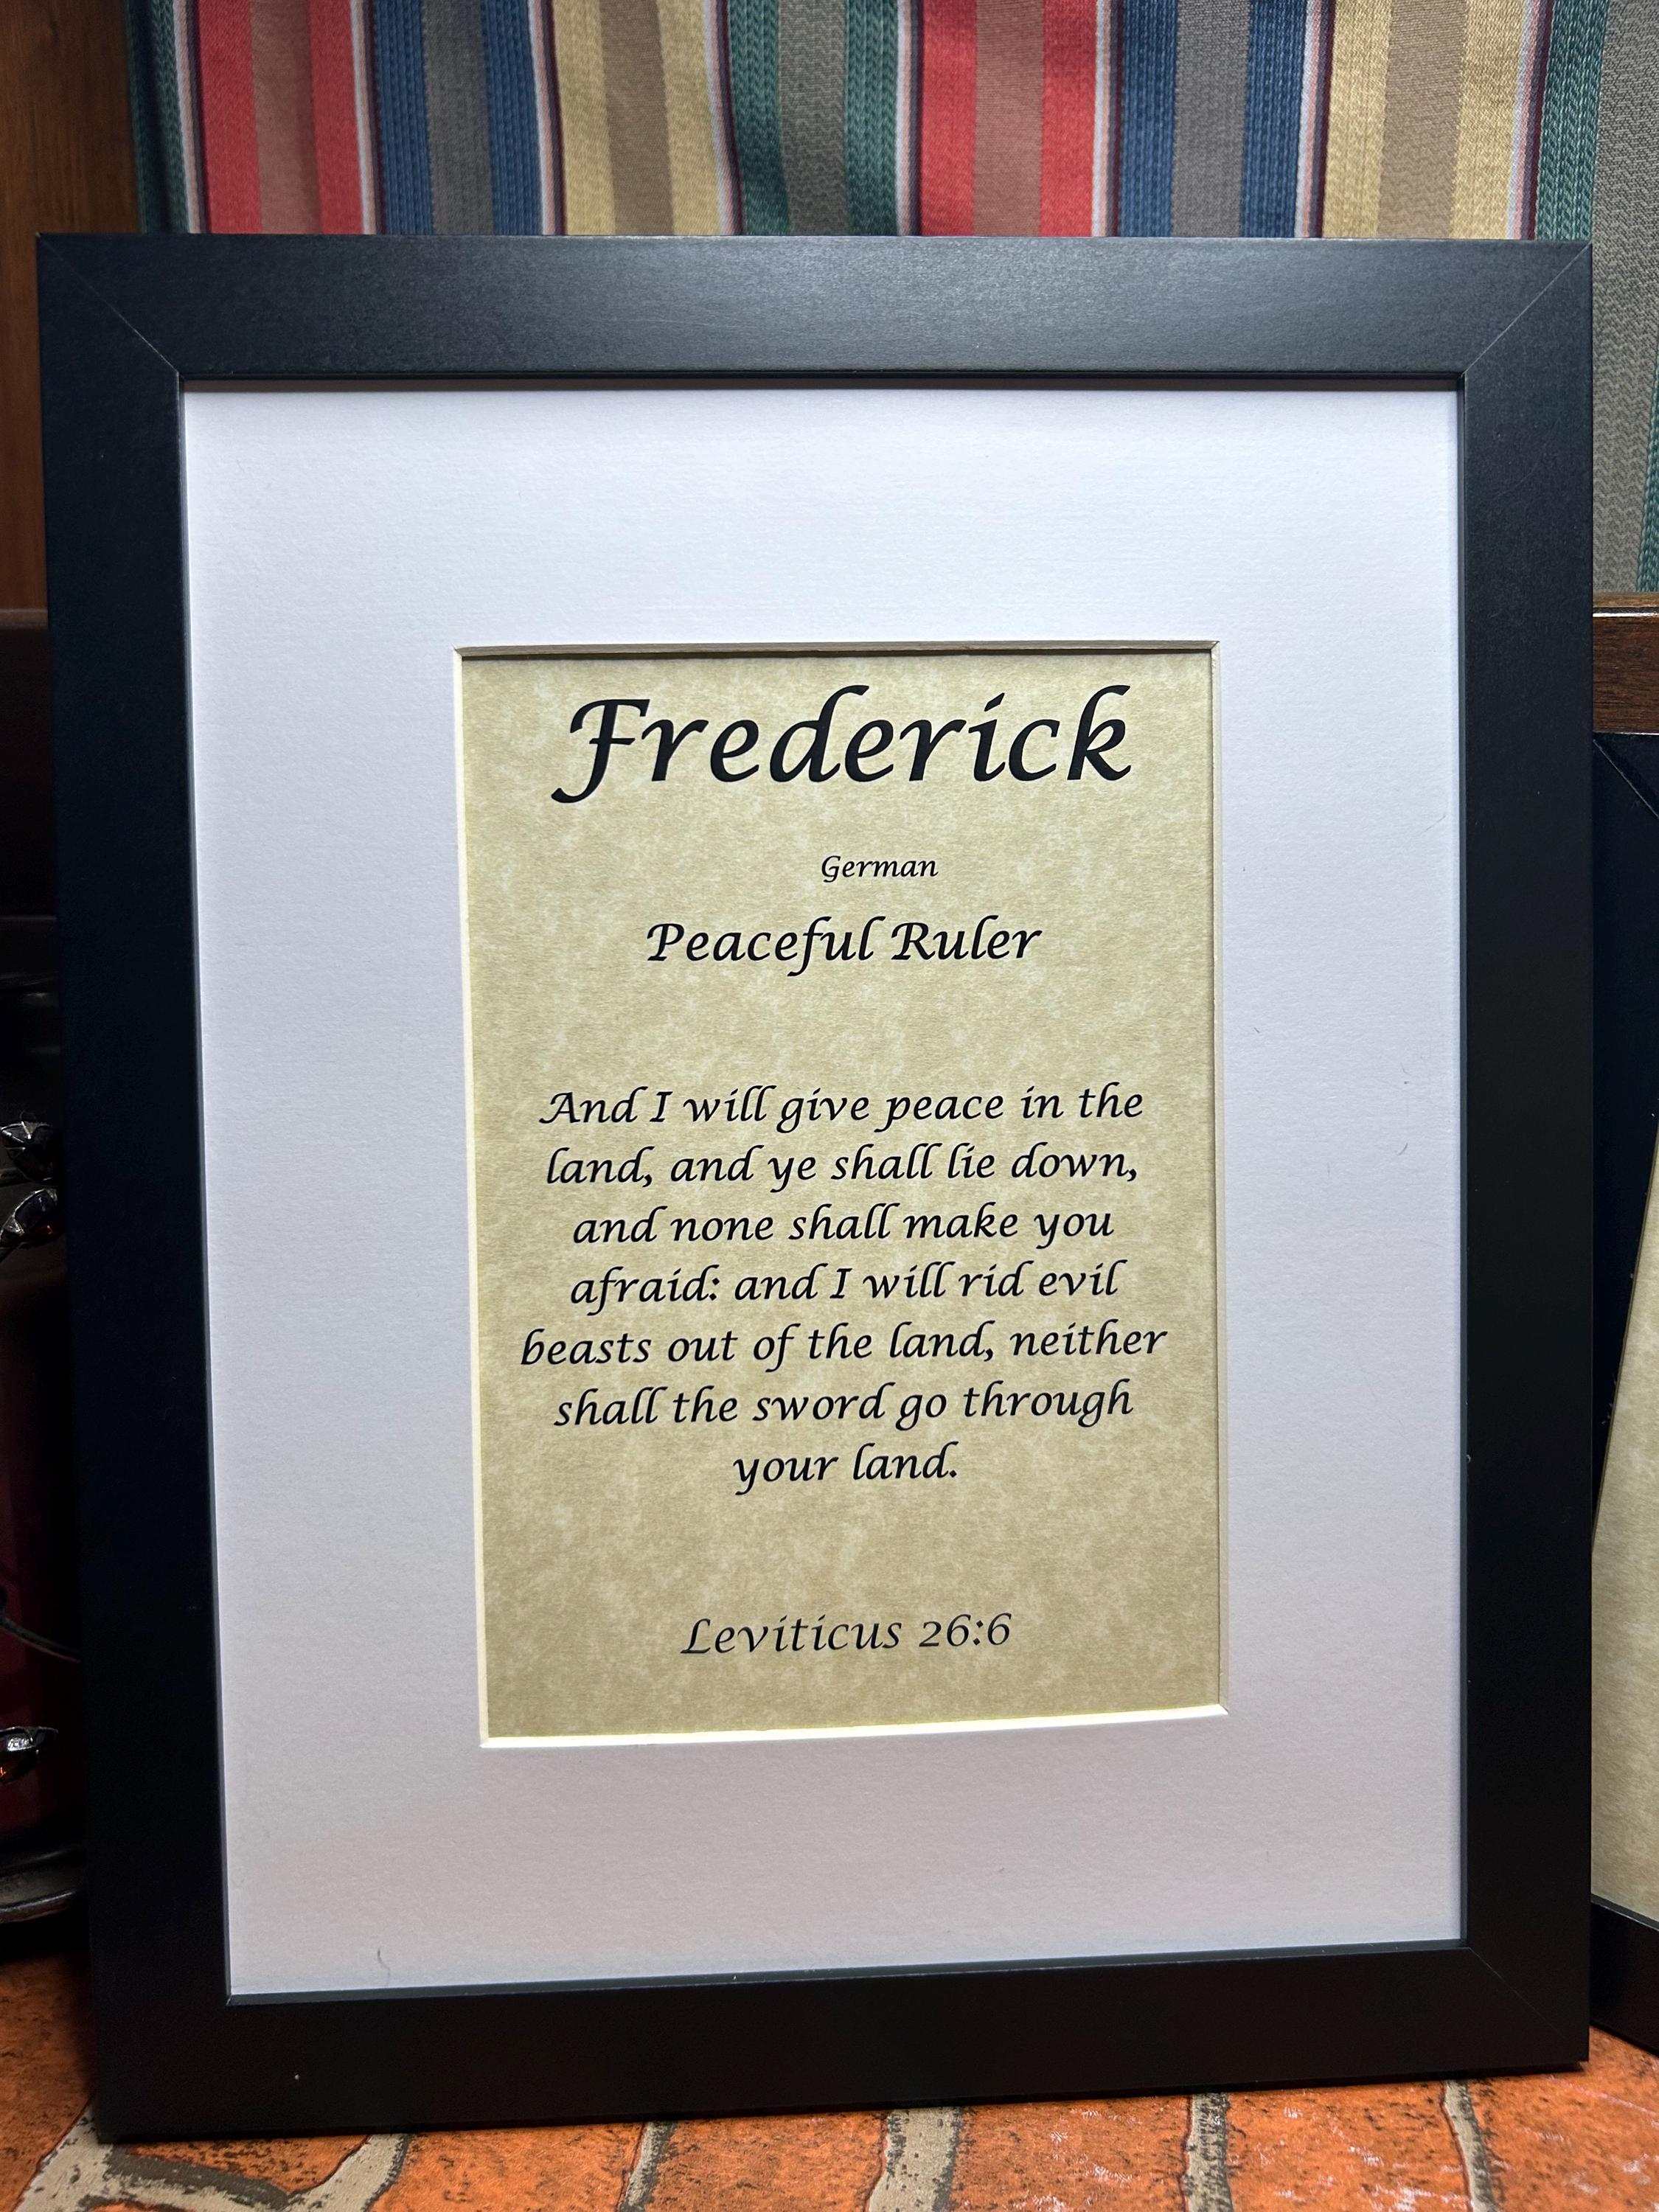 Frederick
German
Peaceful Ruler
And I will give peace in the
land, and ye shall lie down,
and none shall make you
afraid: and I will rid evil
beasts out of the land, neither
shall the sword go through
your land.
Leviticus 26:6